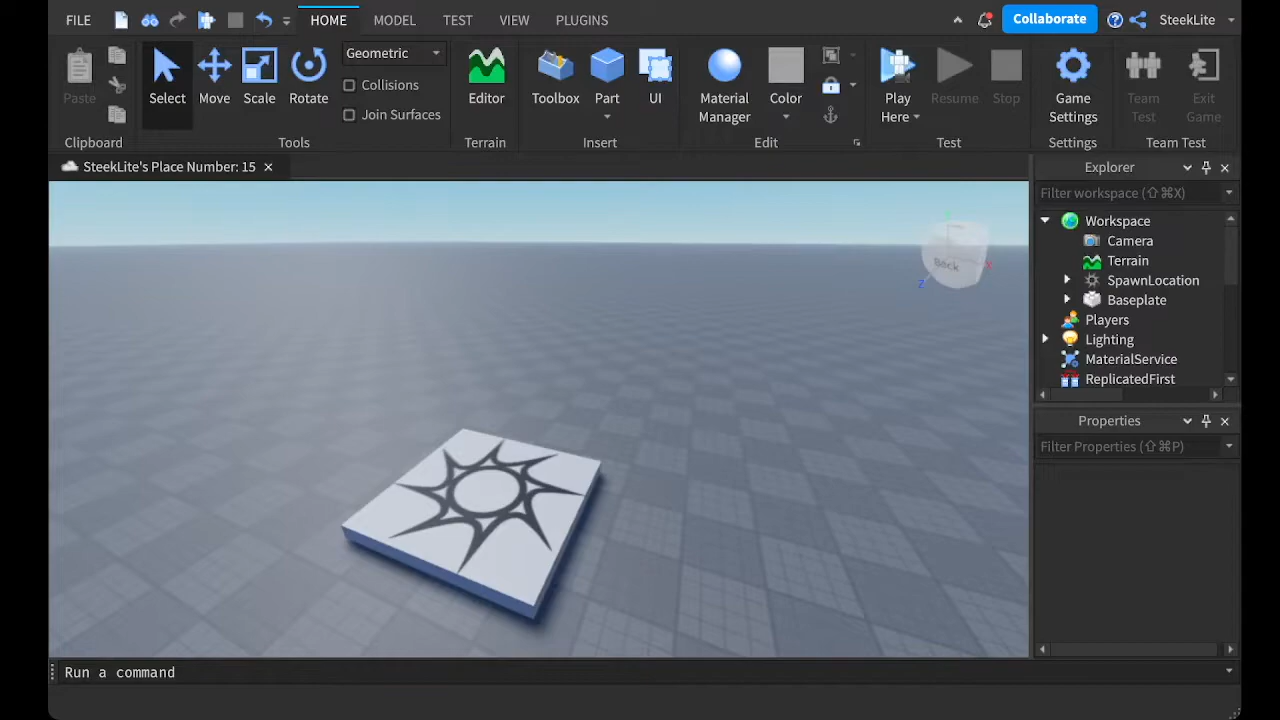 FILE HOME MODEL TEST VIEW PLUGINS Collaborate SteekLite
Paste Select Move Scale Rotate Geometric Editor Toolbox Part UI Material Manager Color Play Here Resume Stop Game Settings Team Test Exit Game
Collisions
Join Surfaces
Clipboard Tools Terrain Insert Edit Test Settings Team Test
SteekLite's Place Number: 15
Back
X
Z
Explorer
Filter workspace (⇧⌘X)
Workspace
Camera
Terrain
SpawnLocation
Baseplate
Players
Lighting
MaterialService
ReplicatedFirst
Properties
Filter Properties (⇧⌘P)
Run a command